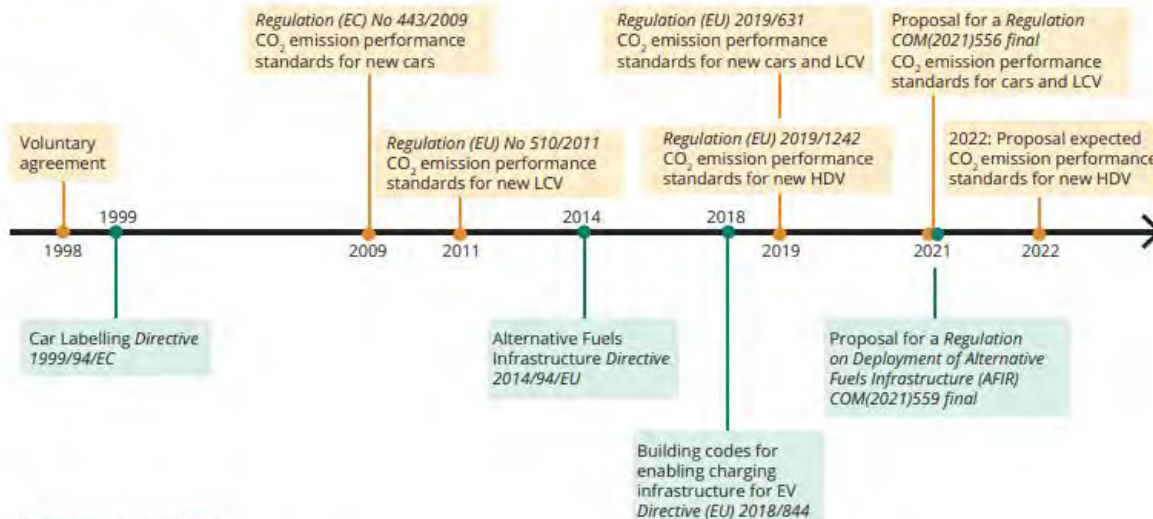 Regulation (EC) No 443/2009
CO₂ emission performance
standards for new cars
Regulation (EU) 2019/631
CO₂ emission performance
standards for new cars and LCV
Proposal for a Regulation
COM(2021)556 final
CO₂ emission performance
standards for cars and LCV
Voluntary
agreement
Regulation (EU) No 510/2011
CO₂ emission performance
standards for new LCV
Regulation (EU) 2019/1242
CO₂ emission performance
standards for new HDV
2022: Proposal expected
CO₂ emission performance
standards for new HDV
1999
2014
2018
1998
2009
2011
2019
2021
2022
Car Labelling Directive
1999/94/EC
Alternative Fuels
Infrastructure Directive
2014/94/EU
Proposal for a Regulation
on Deployment of Alternative
Fuels Infrastructure (AFIR)
COM(2021)559 final
Building codes for
enabling charging
infrastructure for EV
Directive (EU) 2018/844